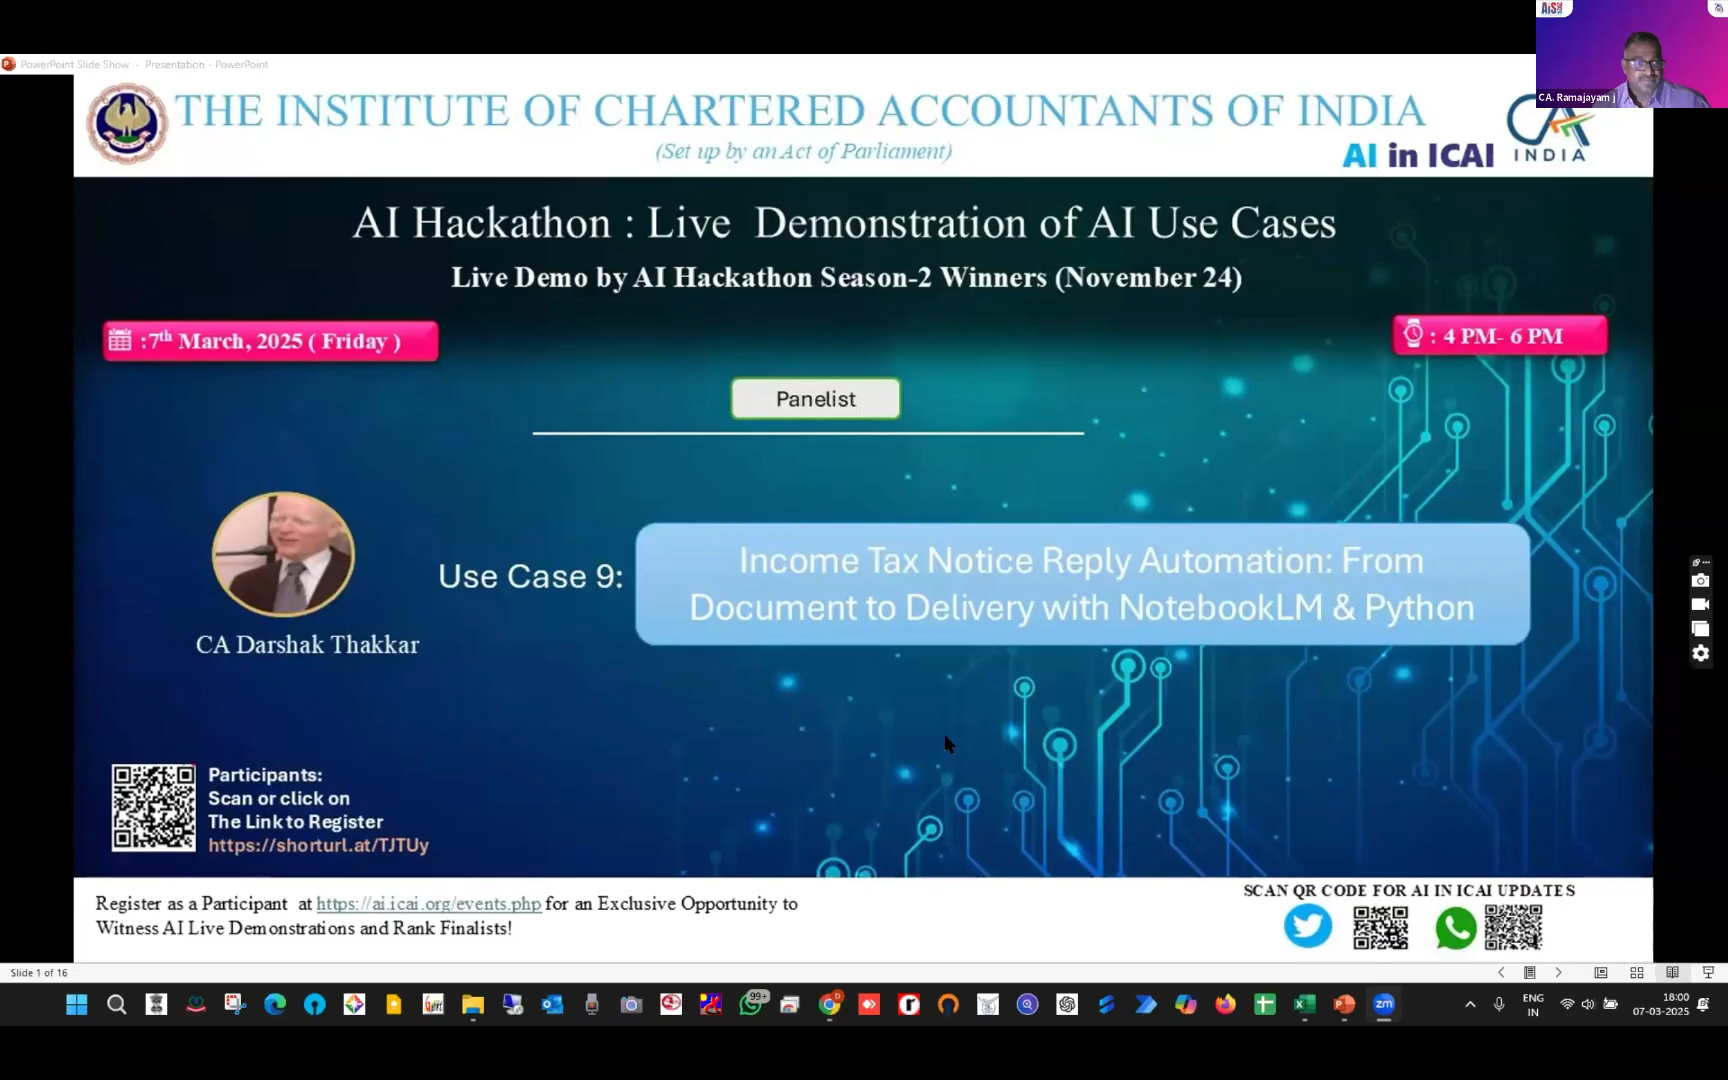 AiS
CA. Ramajayam j
PowerPoint Slide Show - Presentation - PowerPoint
THE INSTITUTE OF CHARTERED ACCOUNTANTS OF INDIA
(Set up by an Act of Parliament)
AI in ICAI
CA
INDIA
AI Hackathon : Live Demonstration of AI Use Cases
Live Demo by AI Hackathon Season-2 Winners (November 24)
:7th March, 2025 ( Friday )
: 4 PM- 6 PM
Panelist
Use Case 9:
Income Tax Notice Reply Automation: From
Document to Delivery with NotebookLM & Python
CA Darshak Thakkar
Participants:
Scan or click on
The Link to Register
https://shorturl.at/TJTUy
Register as a Participant at https://ai.icai.org/events.php for an Exclusive Opportunity to
Witness AI Live Demonstrations and Rank Finalists!
SCAN QR CODE FOR AI IN ICAI UPDATES
Slide 1 of 16
99+
zm
ENG
IN
18:00
07-03-2025